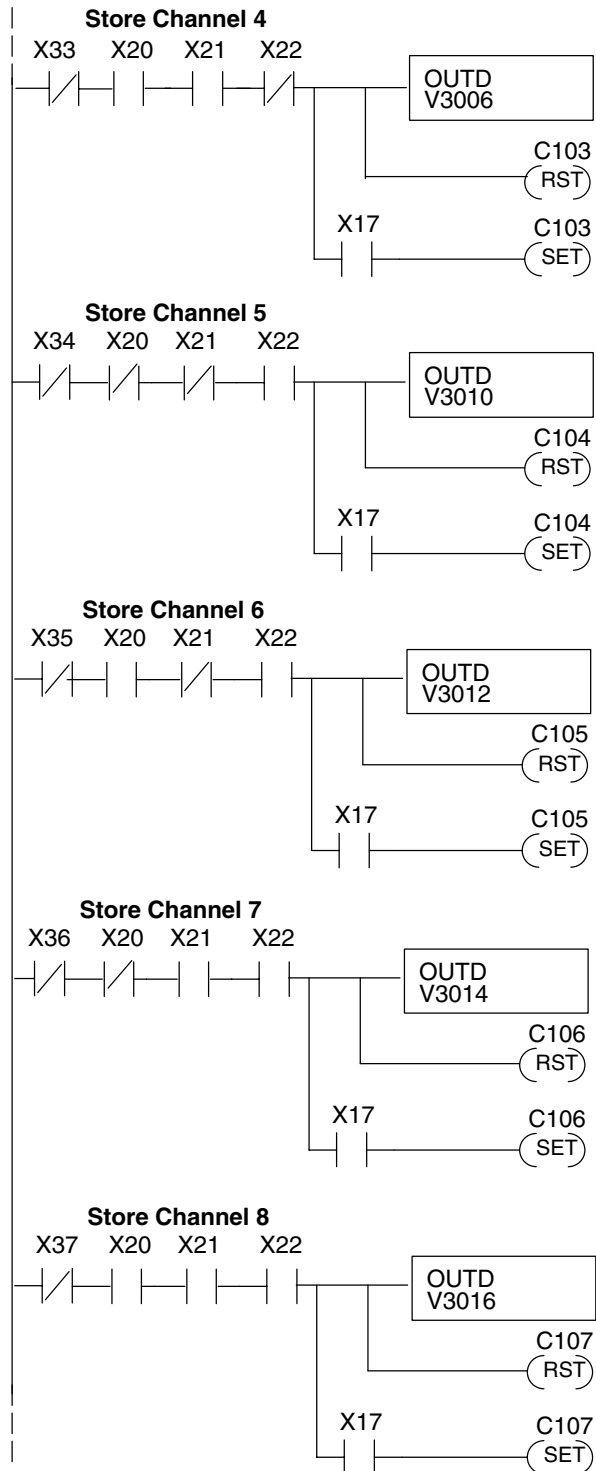 Store Channel 4
X33 X20 X21 X22
OUTD
V3006
C103
RST
X17 C103
SET
Store Channel 5
X34 X20 X21 X22
OUTD
V3010
C104
RST
X17 C104
SET
Store Channel 6
X35 X20 X21 X22
OUTD
V3012
C105
RST
X17 C105
SET
Store Channel 7
X36 X20 X21 X22
OUTD
V3014
C106
RST
X17 C106
SET
Store Channel 8
X37 X20 X21 X22
OUTD
V3016
C107
RST
X17 C107
SET